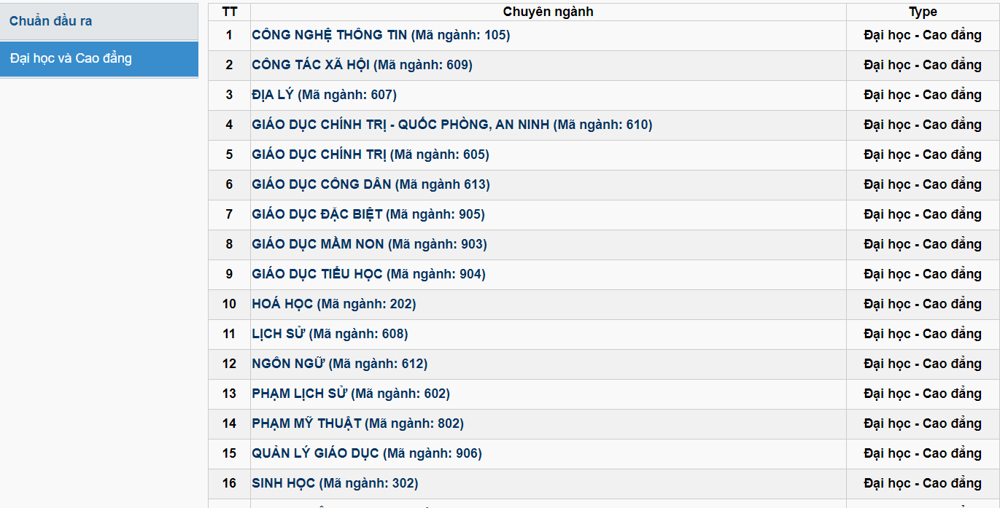 Chuẩn đầu ra
Đại học và Cao đẳng
TT Chuyên ngành Type
1 CÔNG NGHỆ THÔNG TIN (Mã ngành: 105) Đại học - Cao đẳng
2 CÔNG TÁC XÃ HỘI (Mã ngành: 609) Đại học - Cao đẳng
3 ĐỊA LÝ (Mã ngành: 607) Đại học - Cao đẳng
4 GIÁO DỤC CHÍNH TRỊ - QUỐC PHÒNG, AN NINH (Mã ngành: 610) Đại học - Cao đẳng
5 GIÁO DỤC CHÍNH TRỊ (Mã ngành: 605) Đại học - Cao đẳng
6 GIÁO DỤC CÔNG DÂN (Mã ngành 613) Đại học - Cao đẳng
7 GIÁO DỤC ĐẶC BIỆT (Mã ngành: 905) Đại học - Cao đẳng
8 GIÁO DỤC MẦM NON (Mã ngành: 903) Đại học - Cao đẳng
9 GIÁO DỤC TIỂU HỌC (Mã ngành: 904) Đại học - Cao đẳng
10 HOÁ HỌC (Mã ngành: 202) Đại học - Cao đẳng
11 LỊCH SỬ (Mã ngành: 608) Đại học - Cao đẳng
12 NGÔN NGỮ (Mã ngành: 612) Đại học - Cao đẳng
13 PHẠM LỊCH SỬ (Mã ngành: 602) Đại học - Cao đẳng
14 PHẠM MỸ THUẬT (Mã ngành: 802) Đại học - Cao đẳng
15 QUẢN LÝ GIÁO DỤC (Mã ngành: 906) Đại học - Cao đẳng
16 SINH HỌC (Mã ngành: 302) Đại học - Cao đẳng